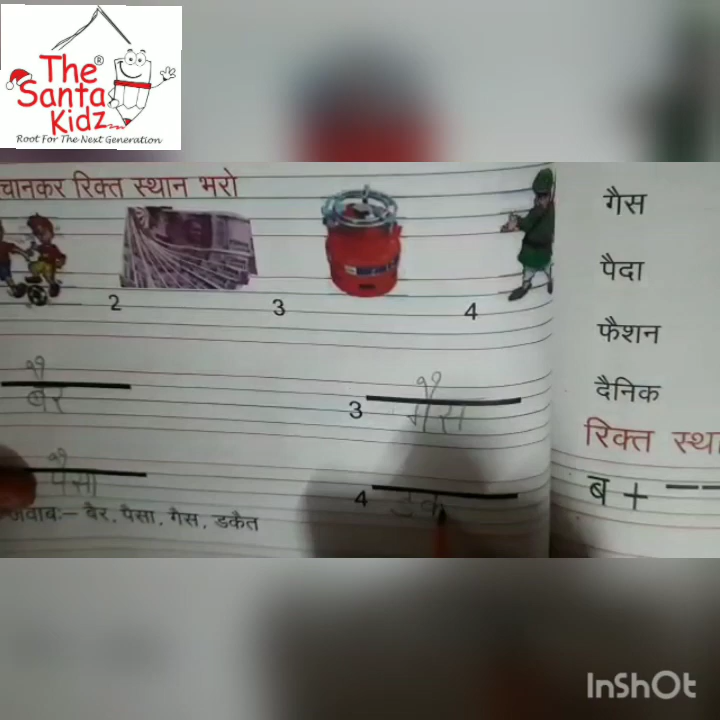 The
Santa
Kidz
Root For The Next Generation
चानकर रिक्त स्थान भरो
2
3
4
बैर
3 गैस
पैसा
4 डक
जवाब:– बैर, पैसा, गैस, डकैत
गैस
पैदा
फैशन
दैनिक
रिक्त स्था
ब +
InShOt